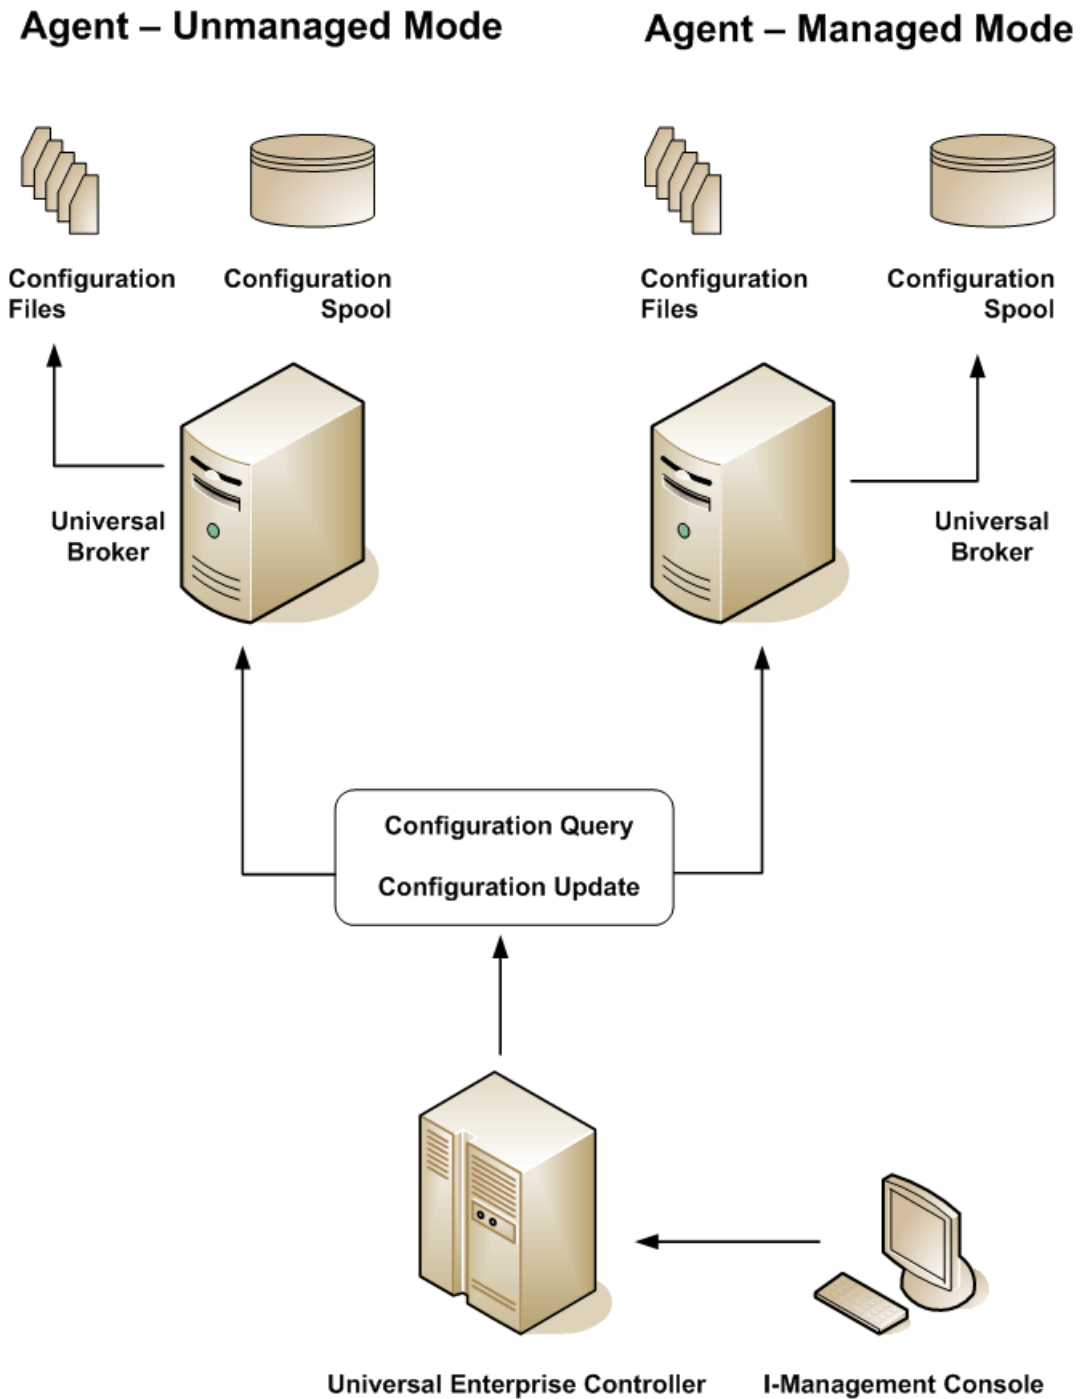 Agent – Unmanaged Mode
Agent – Managed Mode
Configuration
Files
Configuration
Spool
Configuration
Files
Configuration
Spool
Universal
Broker
Universal
Broker
Configuration Query
Configuration Update
Universal Enterprise Controller
I-Management Console